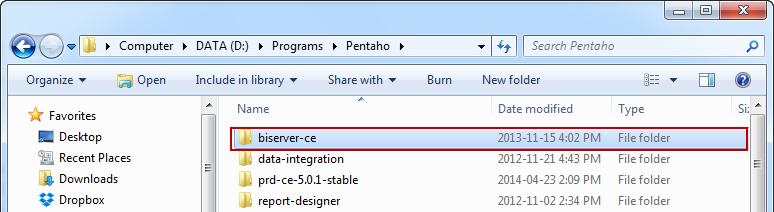 Computer ▸ DATA (D:) ▸ Programs ▸ Pentaho ▸ Search Pentaho
Organize ▾ Open Include in library ▾ Share with ▾ Burn New folder
Favorites Name Date modified Type Siz
Desktop biserver-ce 2013-11-15 4:02 PM File folder
Recent Places data-integration 2012-11-21 4:43 PM File folder
Downloads prd-ce-5.0.1-stable 2014-04-23 2:09 PM File folder
Dropbox report-designer 2012-11-02 2:34 PM File folder